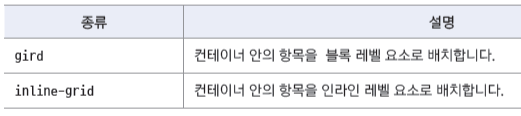 종류 설명
gird 컨테이너 안의 항목을 블록 레벨 요소로 배치합니다.
inline-grid 컨테이너 안의 항목을 인라인 레벨 요소로 배치합니다.